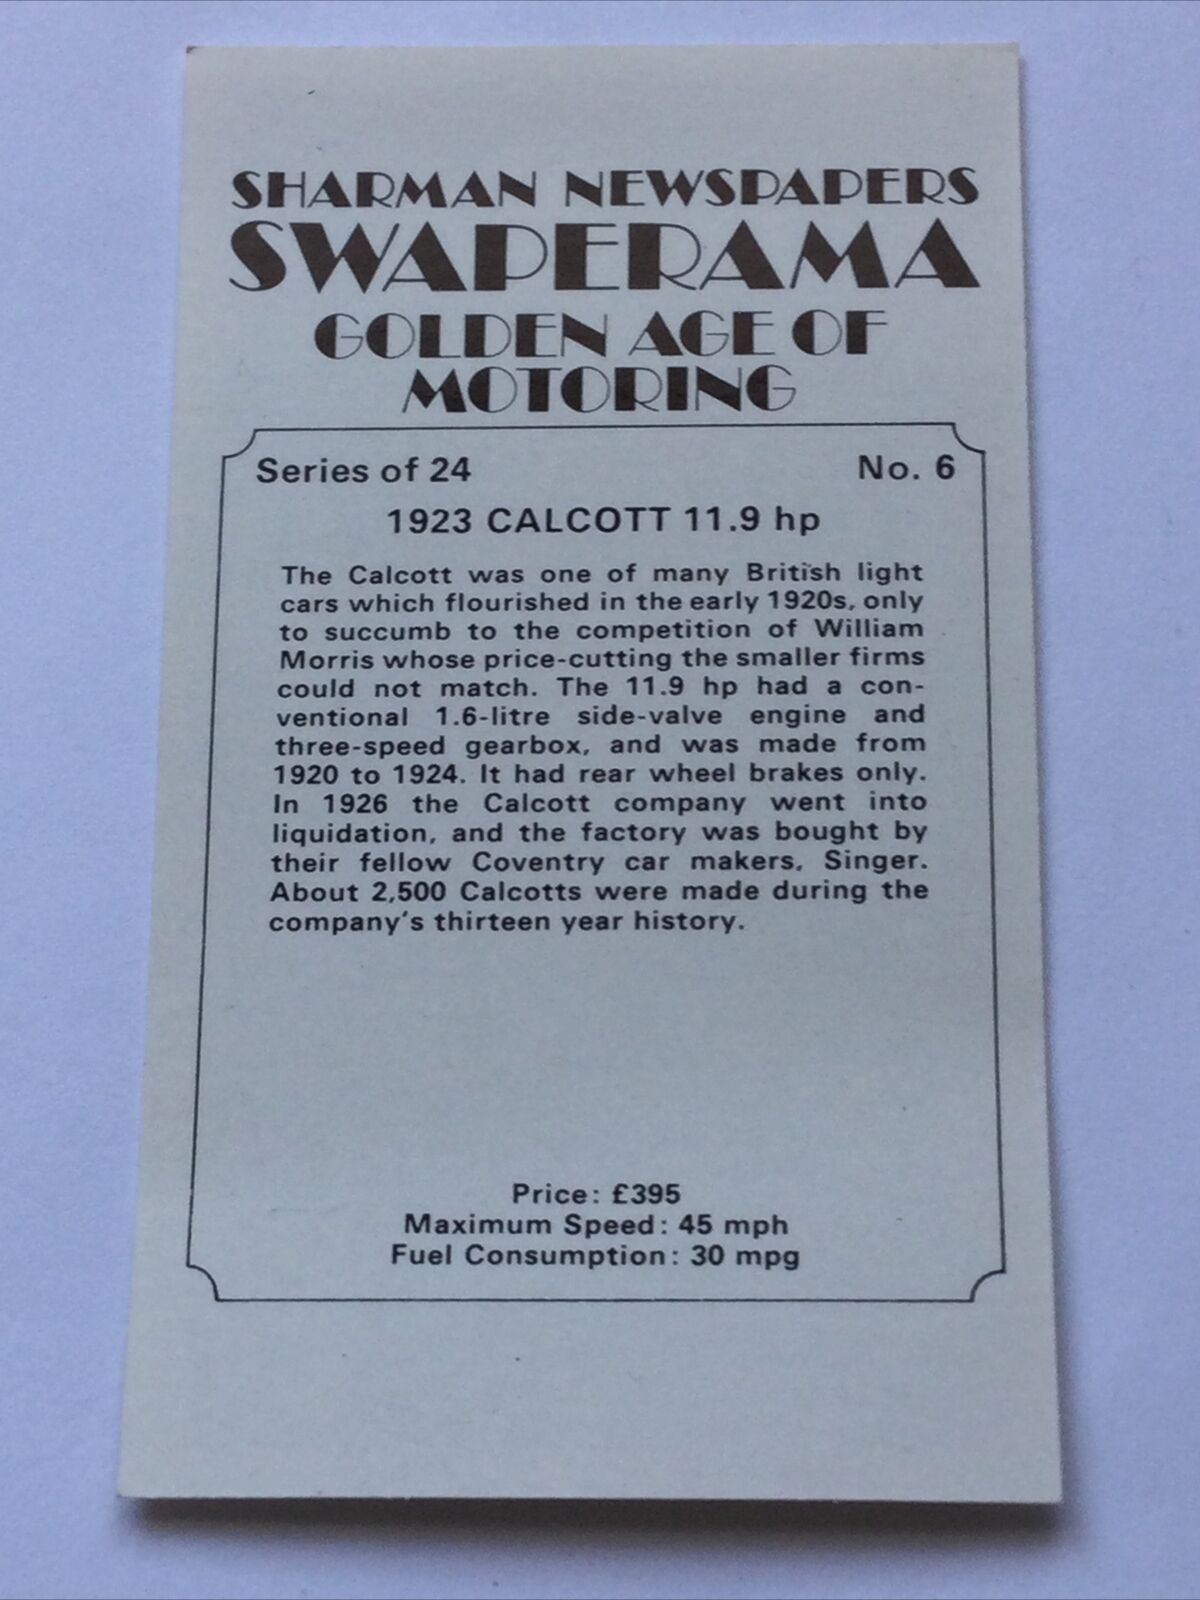 SHARMAN NEWSPAPERS
SWAPERAMA
GOLDEN AGE OF
MOTORING
Series of 24 No. 6
1923 CALCOTT 11.9 hp
The Calcott was one of many British light
cars which flourished in the early 1920s, only
to succumb to the competition of William
Morris whose price-cutting the smaller firms
could not match. The 11.9 hp had a con-
ventional 1.6-litre side-valve engine and
three-speed gearbox, and was made from
1920 to 1924. It had rear wheel brakes only.
In 1926 the Calcott company went into
liquidation, and the factory was bought by
their fellow Coventry car makers, Singer.
About 2,500 Calcotts were made during the
company's thirteen year history.
Price: £395
Maximum Speed: 45 mph
Fuel Consumption: 30 mpg